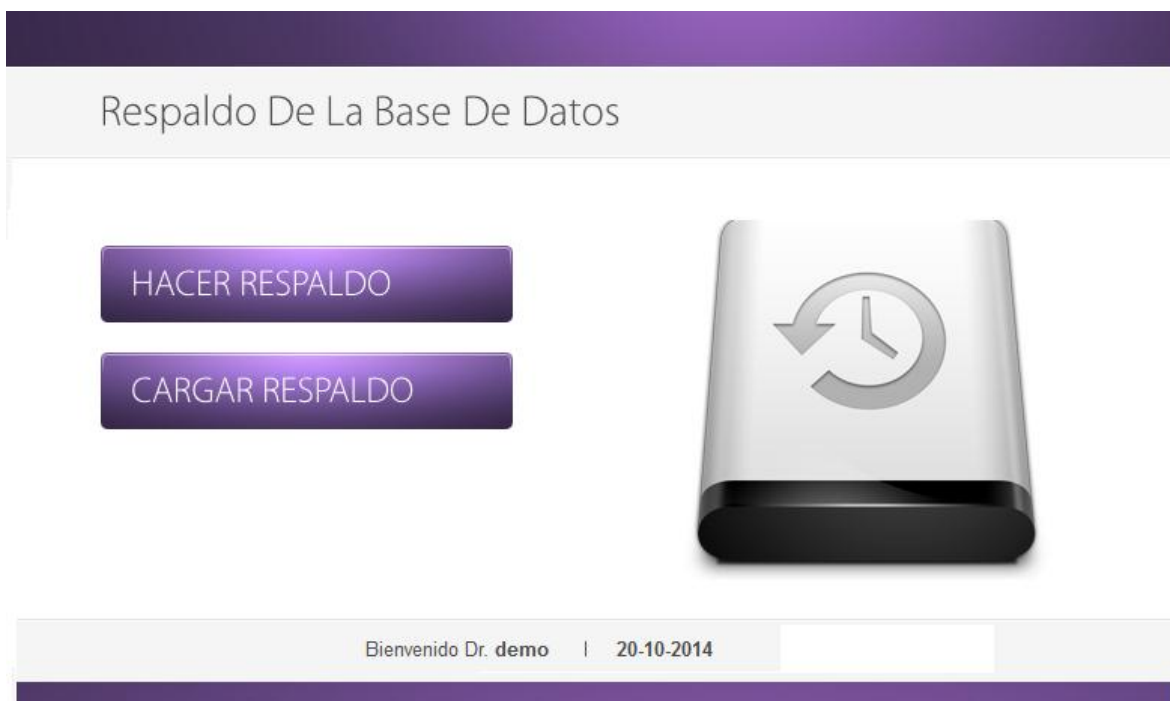 Respaldo De La Base De Datos
HACER RESPALDO
CARGAR RESPALDO
Bienvenido Dr. demo | 20-10-2014